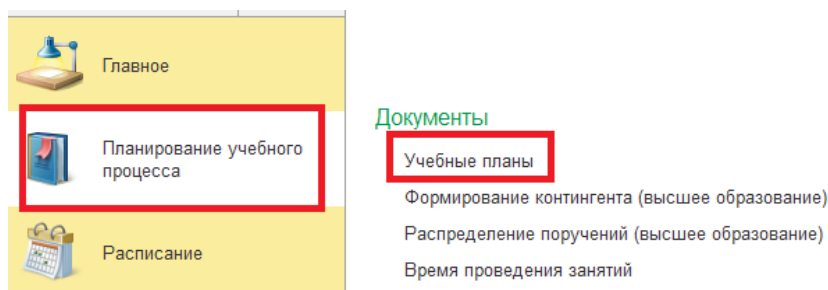 Главное
Планирование учебного
процесса
Расписание
Документы
Учебные планы
Формирование контингента (высшее образование)
Распределение поручений (высшее образование)
Время проведения занятий